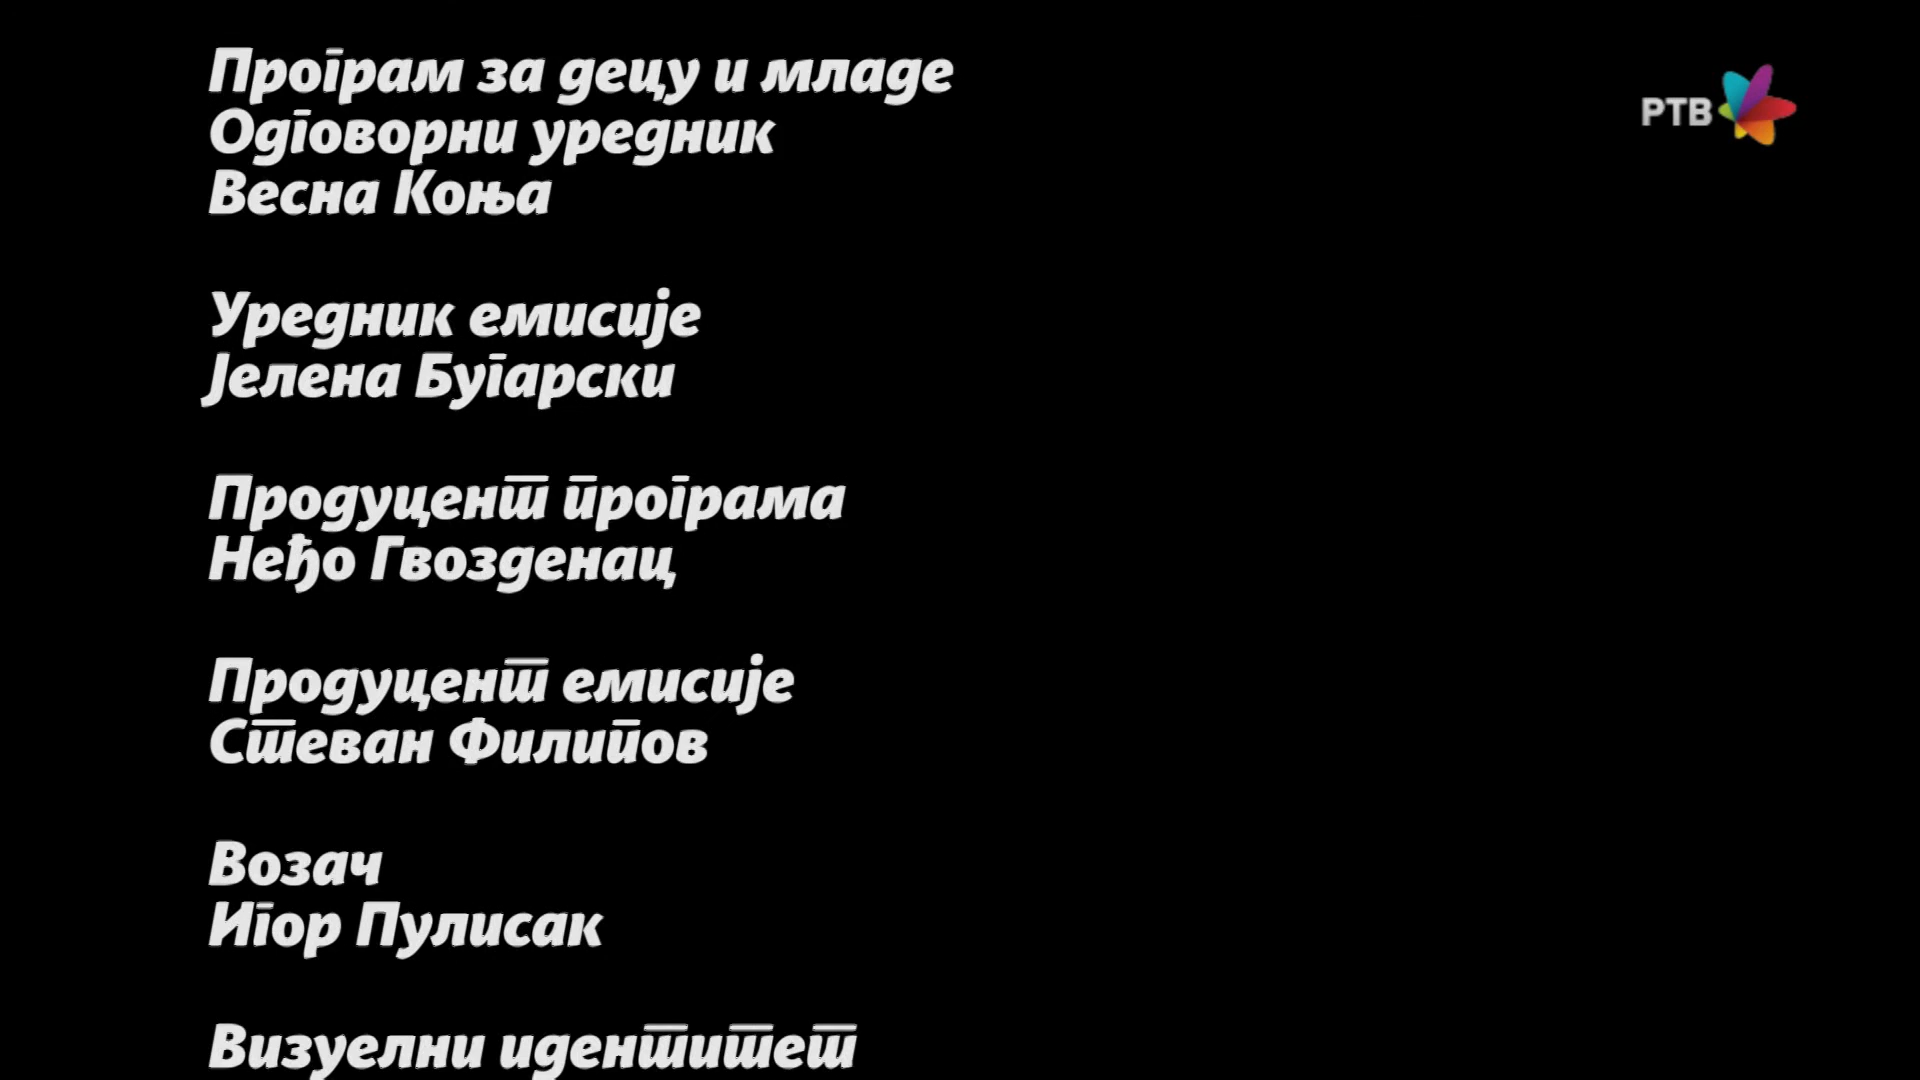 Програм за децу и младе
Одговорни уредник
Весна Коња
Уредник емисије
Јелена Бугарски
Продуцент програма
Неђо Гвозденац
Продуцент емисије
Стеван Филипов
Возач
Игор Пулисак
Визуелни идентитет
РТВ